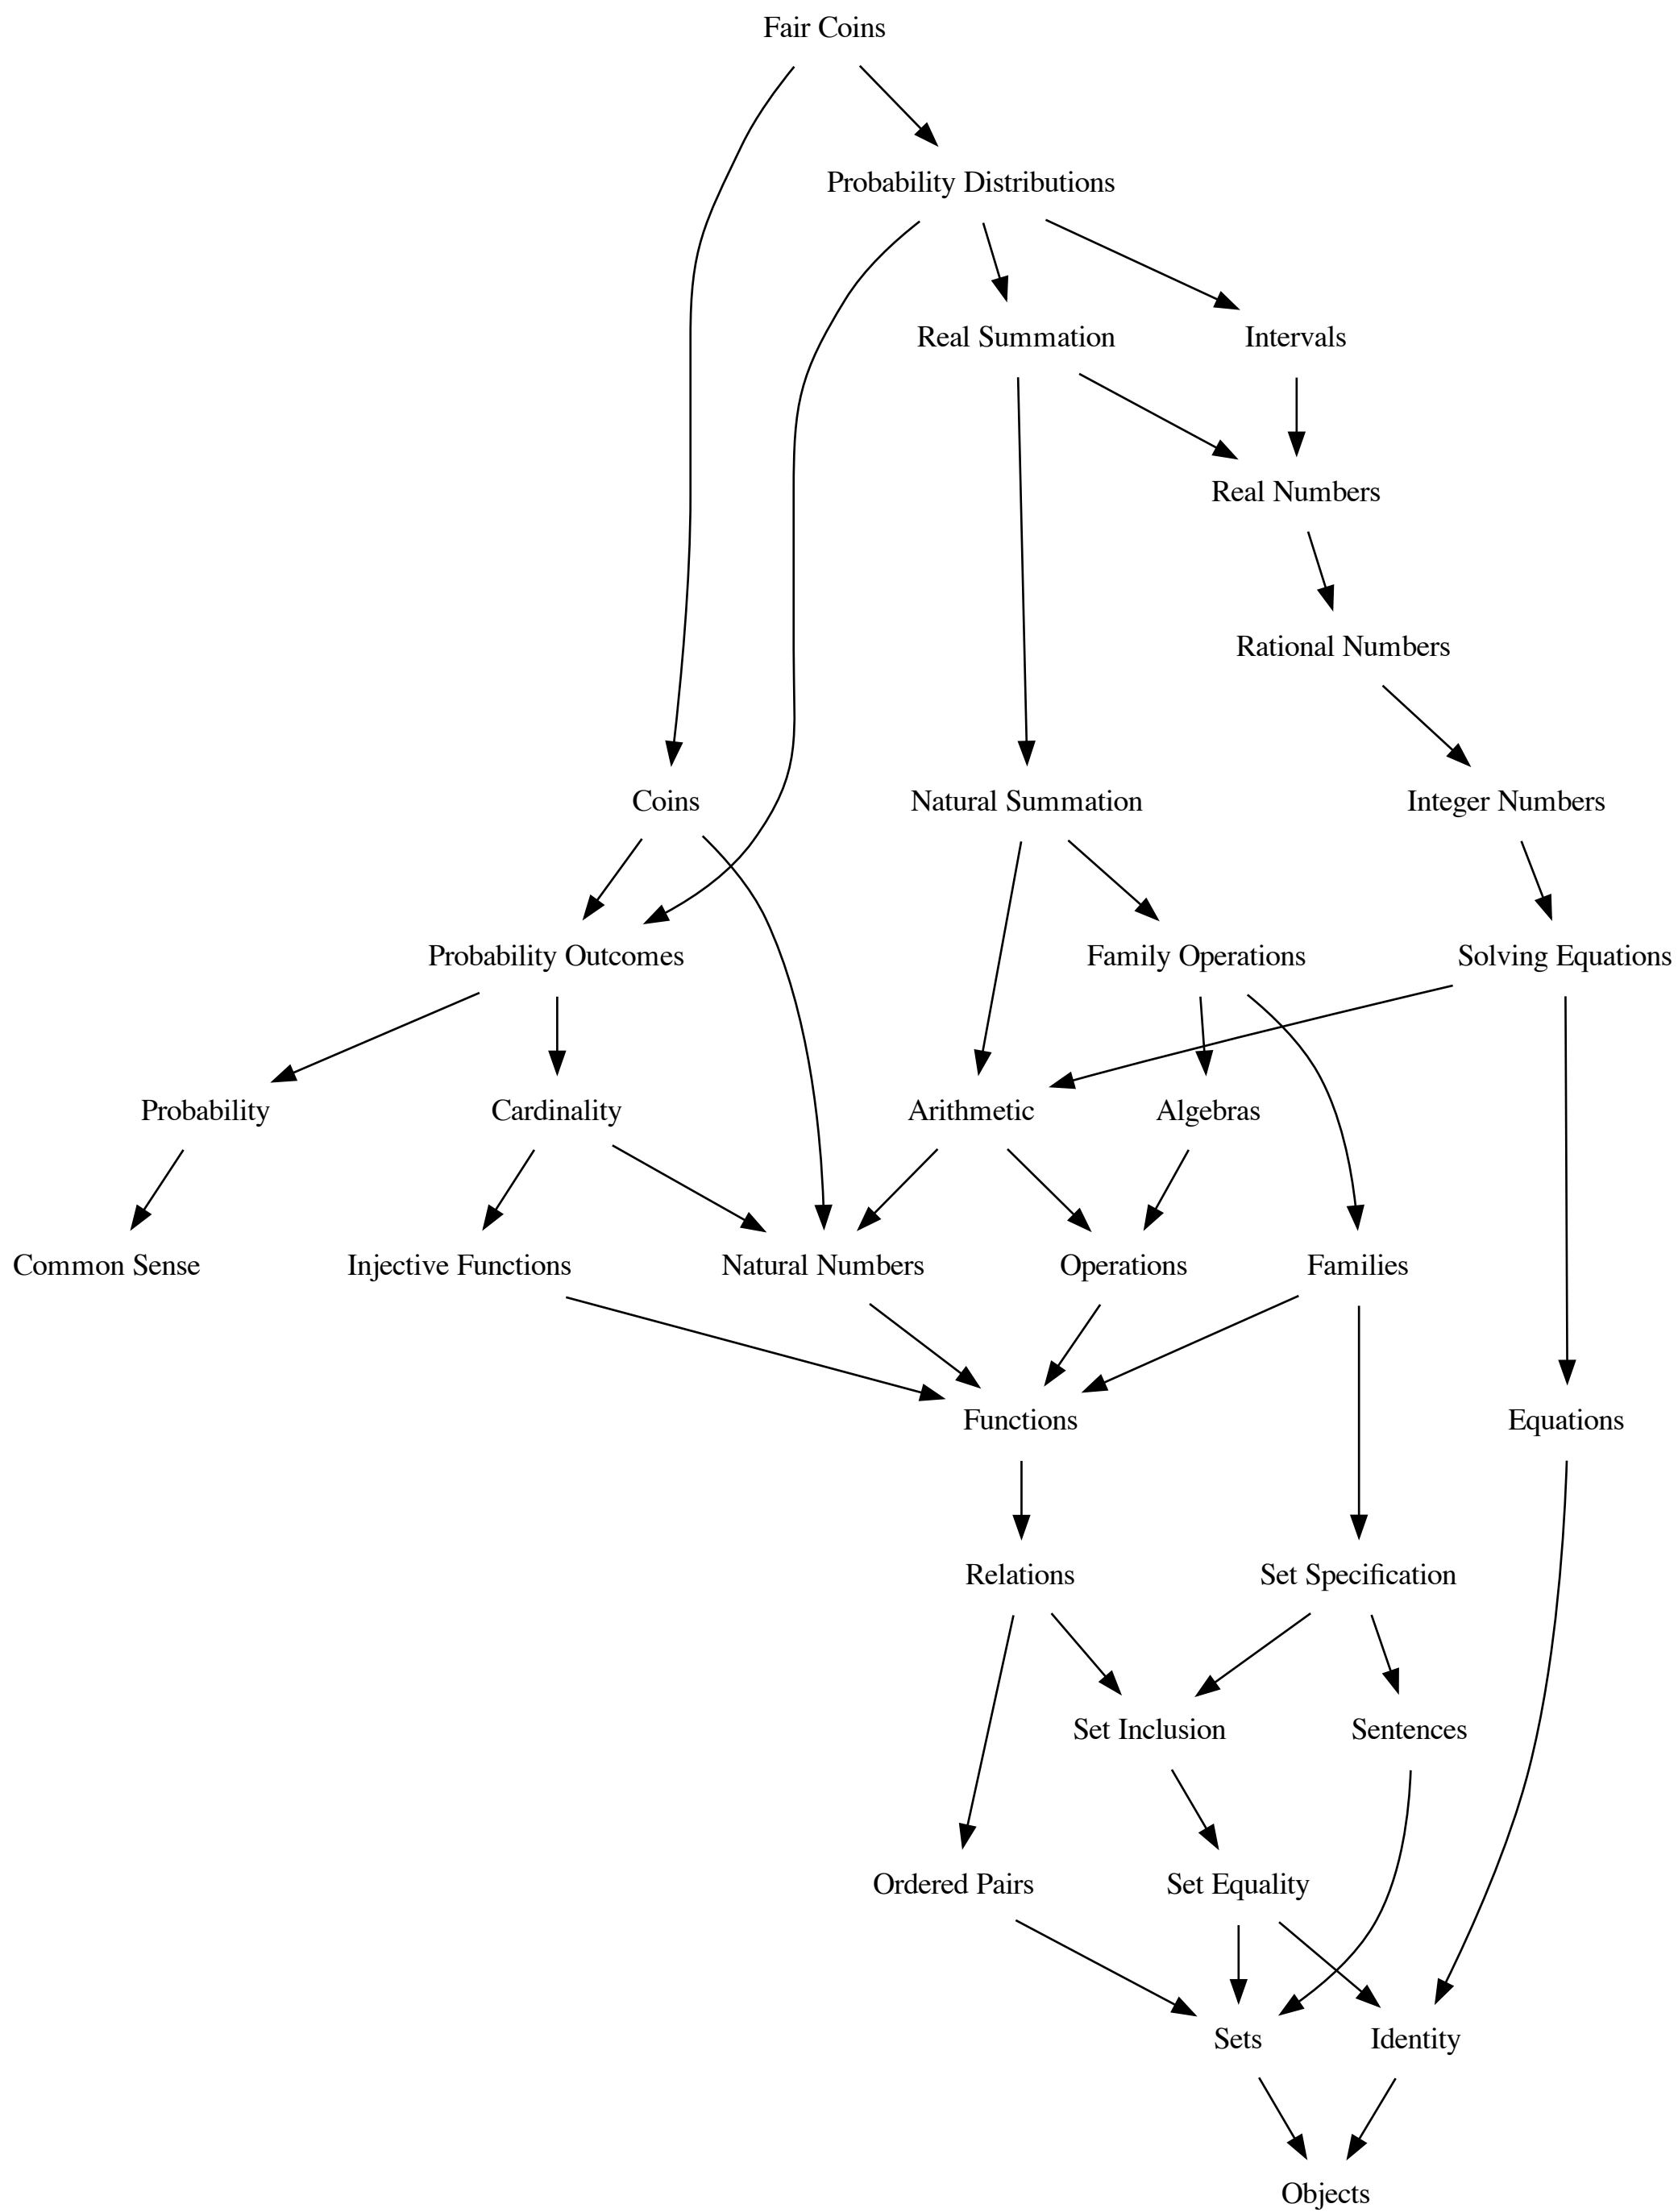 Fair Coins
Probability Distributions
Real Summation
Intervals
Real Numbers
Rational Numbers
Coins
Natural Summation
Integer Numbers
Probability Outcomes
Family Operations
Solving Equations
Probability
Cardinality
Arithmetic
Algebras
Common Sense
Injective Functions
Natural Numbers
Operations
Families
Functions
Equations
Relations
Set Specification
Set Inclusion
Sentences
Ordered Pairs
Set Equality
Sets
Identity
Objects